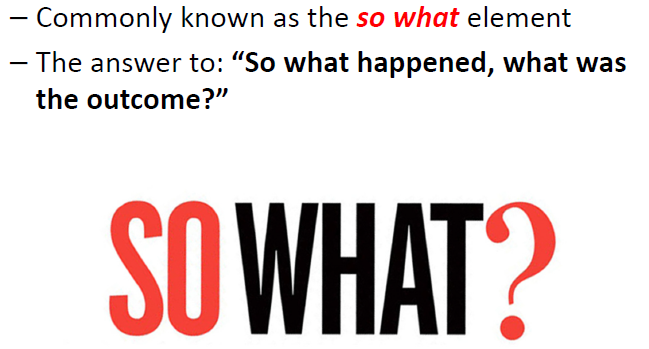 – Commonly known as the so what element
– The answer to: “So what happened, what was
the outcome?”
SO WHAT?